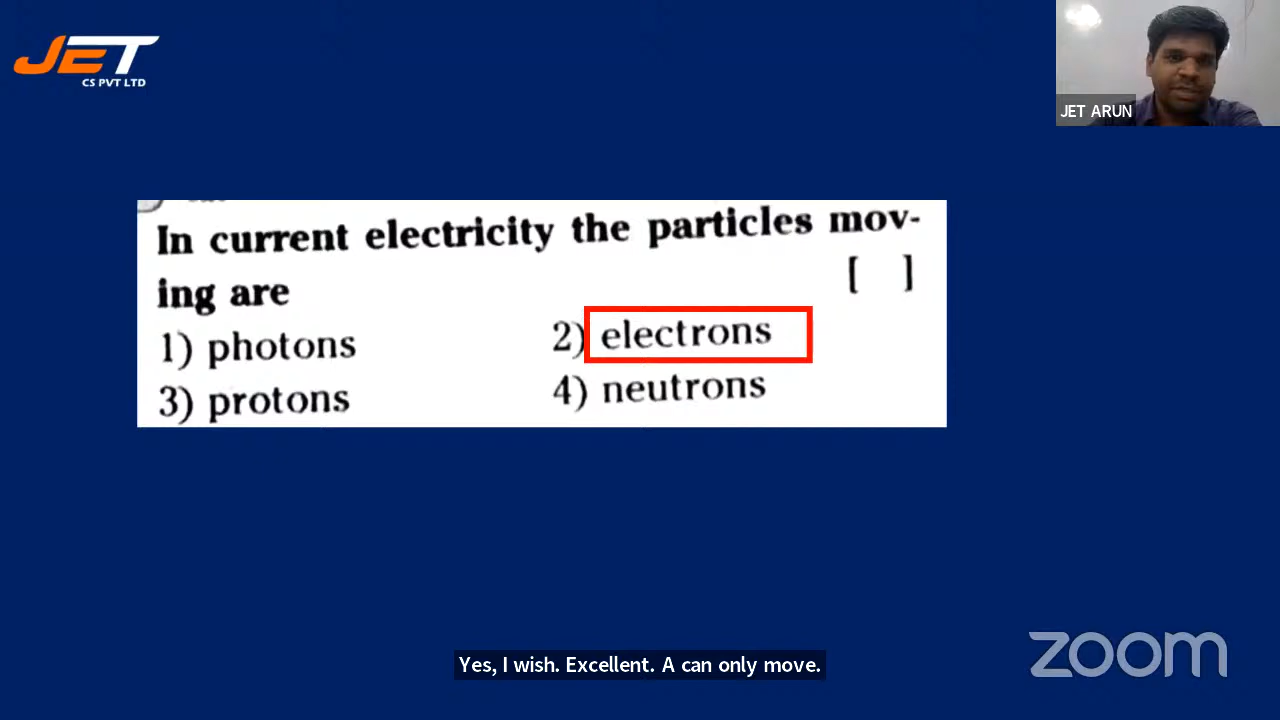 JET
CS PVT LTD
JET ARUN
In current electricity the particles mov-
ing are [ ]
1) photons 2) electrons
3) protons 4) neutrons
Yes, I wish. Excellent. A can only move.
zoom